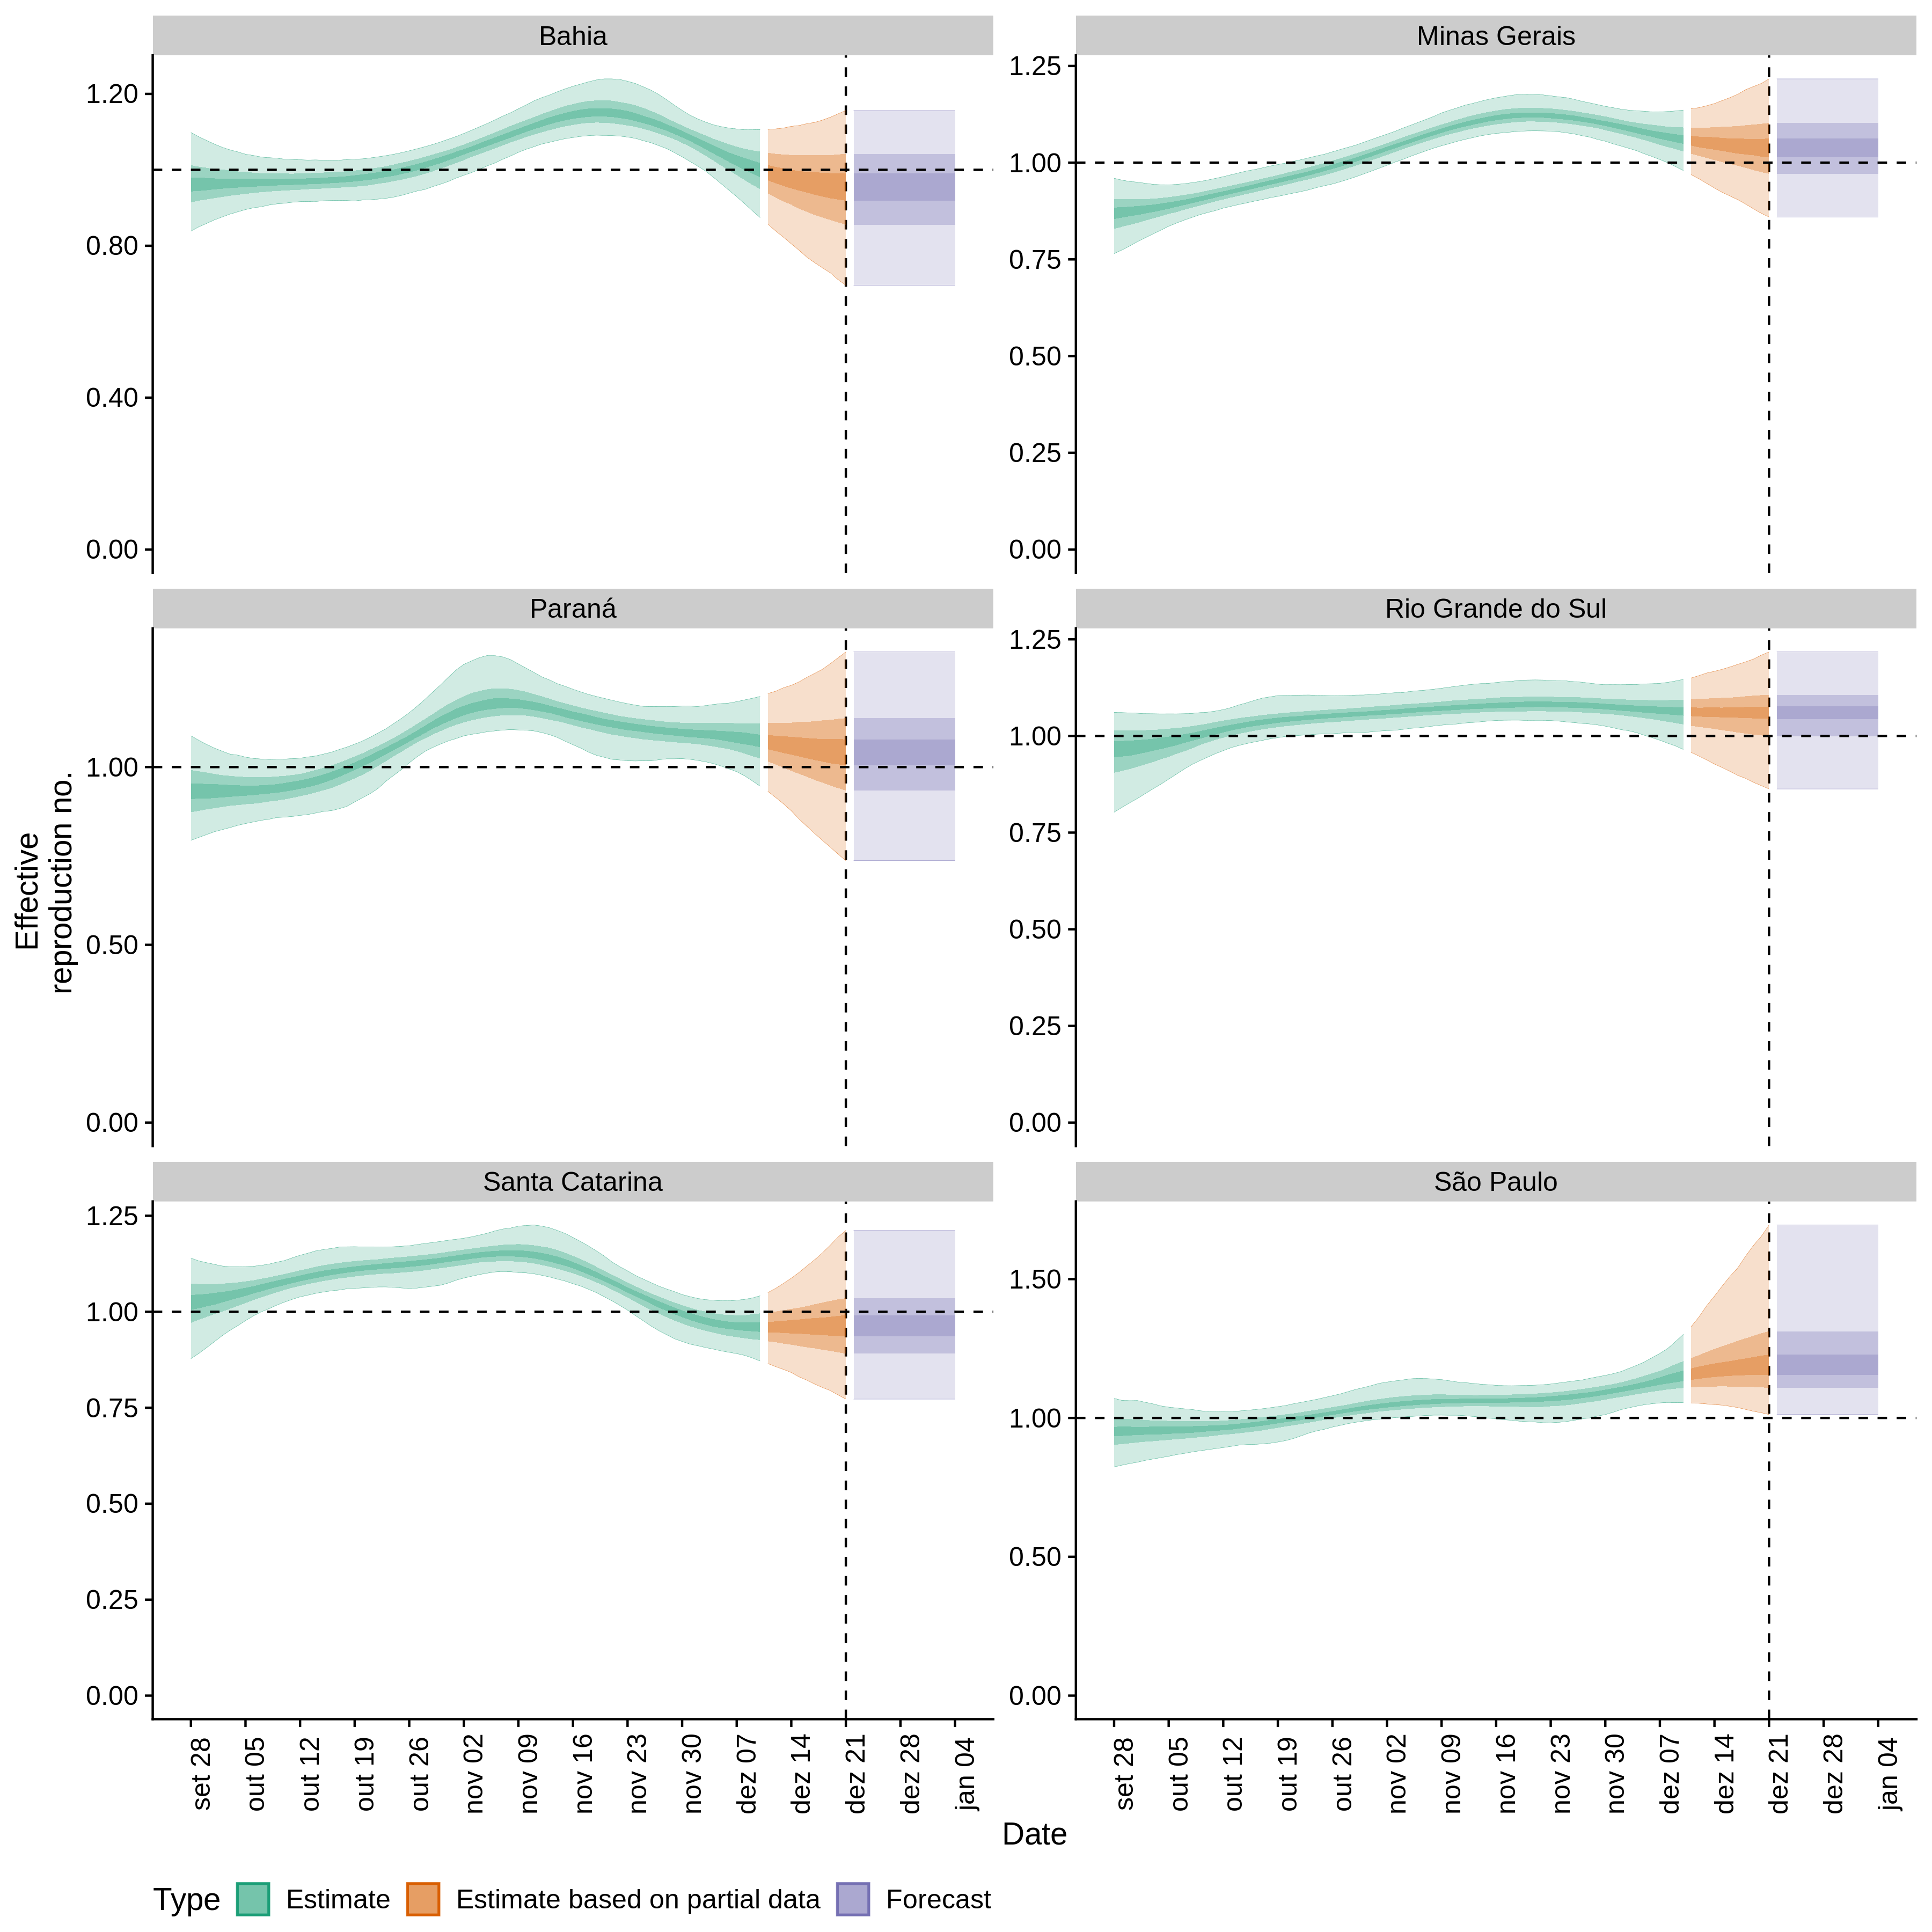 Bahia
Minas Gerais
1.20
0.80
0.40
0.00
1.25
1.00
0.75
0.50
0.25
0.00
Paraná
Rio Grande do Sul
1.00
0.50
0.00
1.25
1.00
0.75
0.50
0.25
0.00
Effective
reproduction no.
Santa Catarina
São Paulo
1.25
1.00
0.75
0.50
0.25
0.00
1.50
1.00
0.50
0.00
set 28
out 05
out 12
out 19
out 26
nov 02
nov 09
nov 16
nov 23
nov 30
dez 07
dez 14
dez 21
dez 28
jan 04
set 28
out 05
out 12
out 19
out 26
nov 02
nov 09
nov 16
nov 23
nov 30
dez 07
dez 14
dez 21
dez 28
jan 04
Date
Type Estimate Estimate based on partial data Forecast